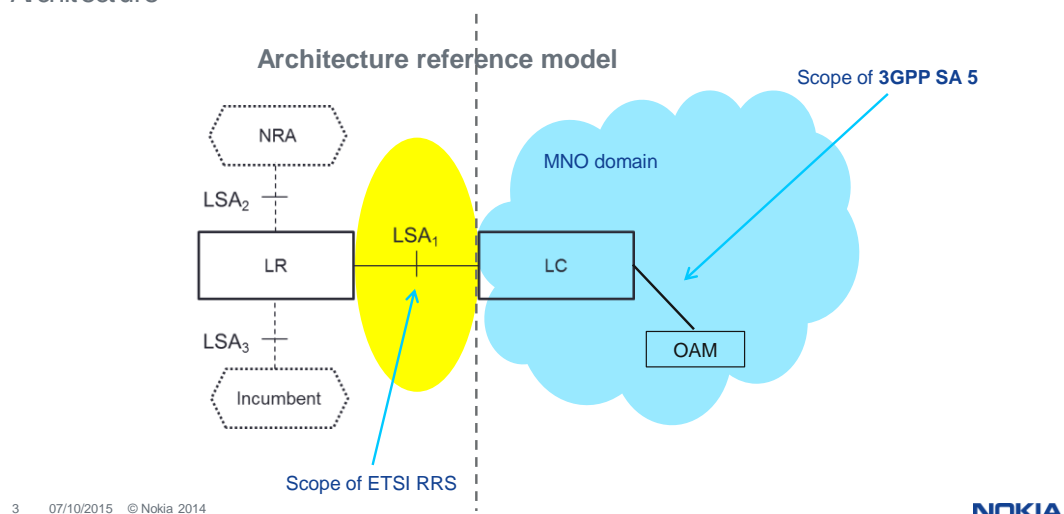 Architecture reference model
Scope of 3GPP SA 5
NRA
MNO domain
LSA2
LSA1
LR
LC
LSA3
OAM
Incumbent
Scope of ETSI RRS
3 07/10/2015 © Nokia 2014
NOKIA